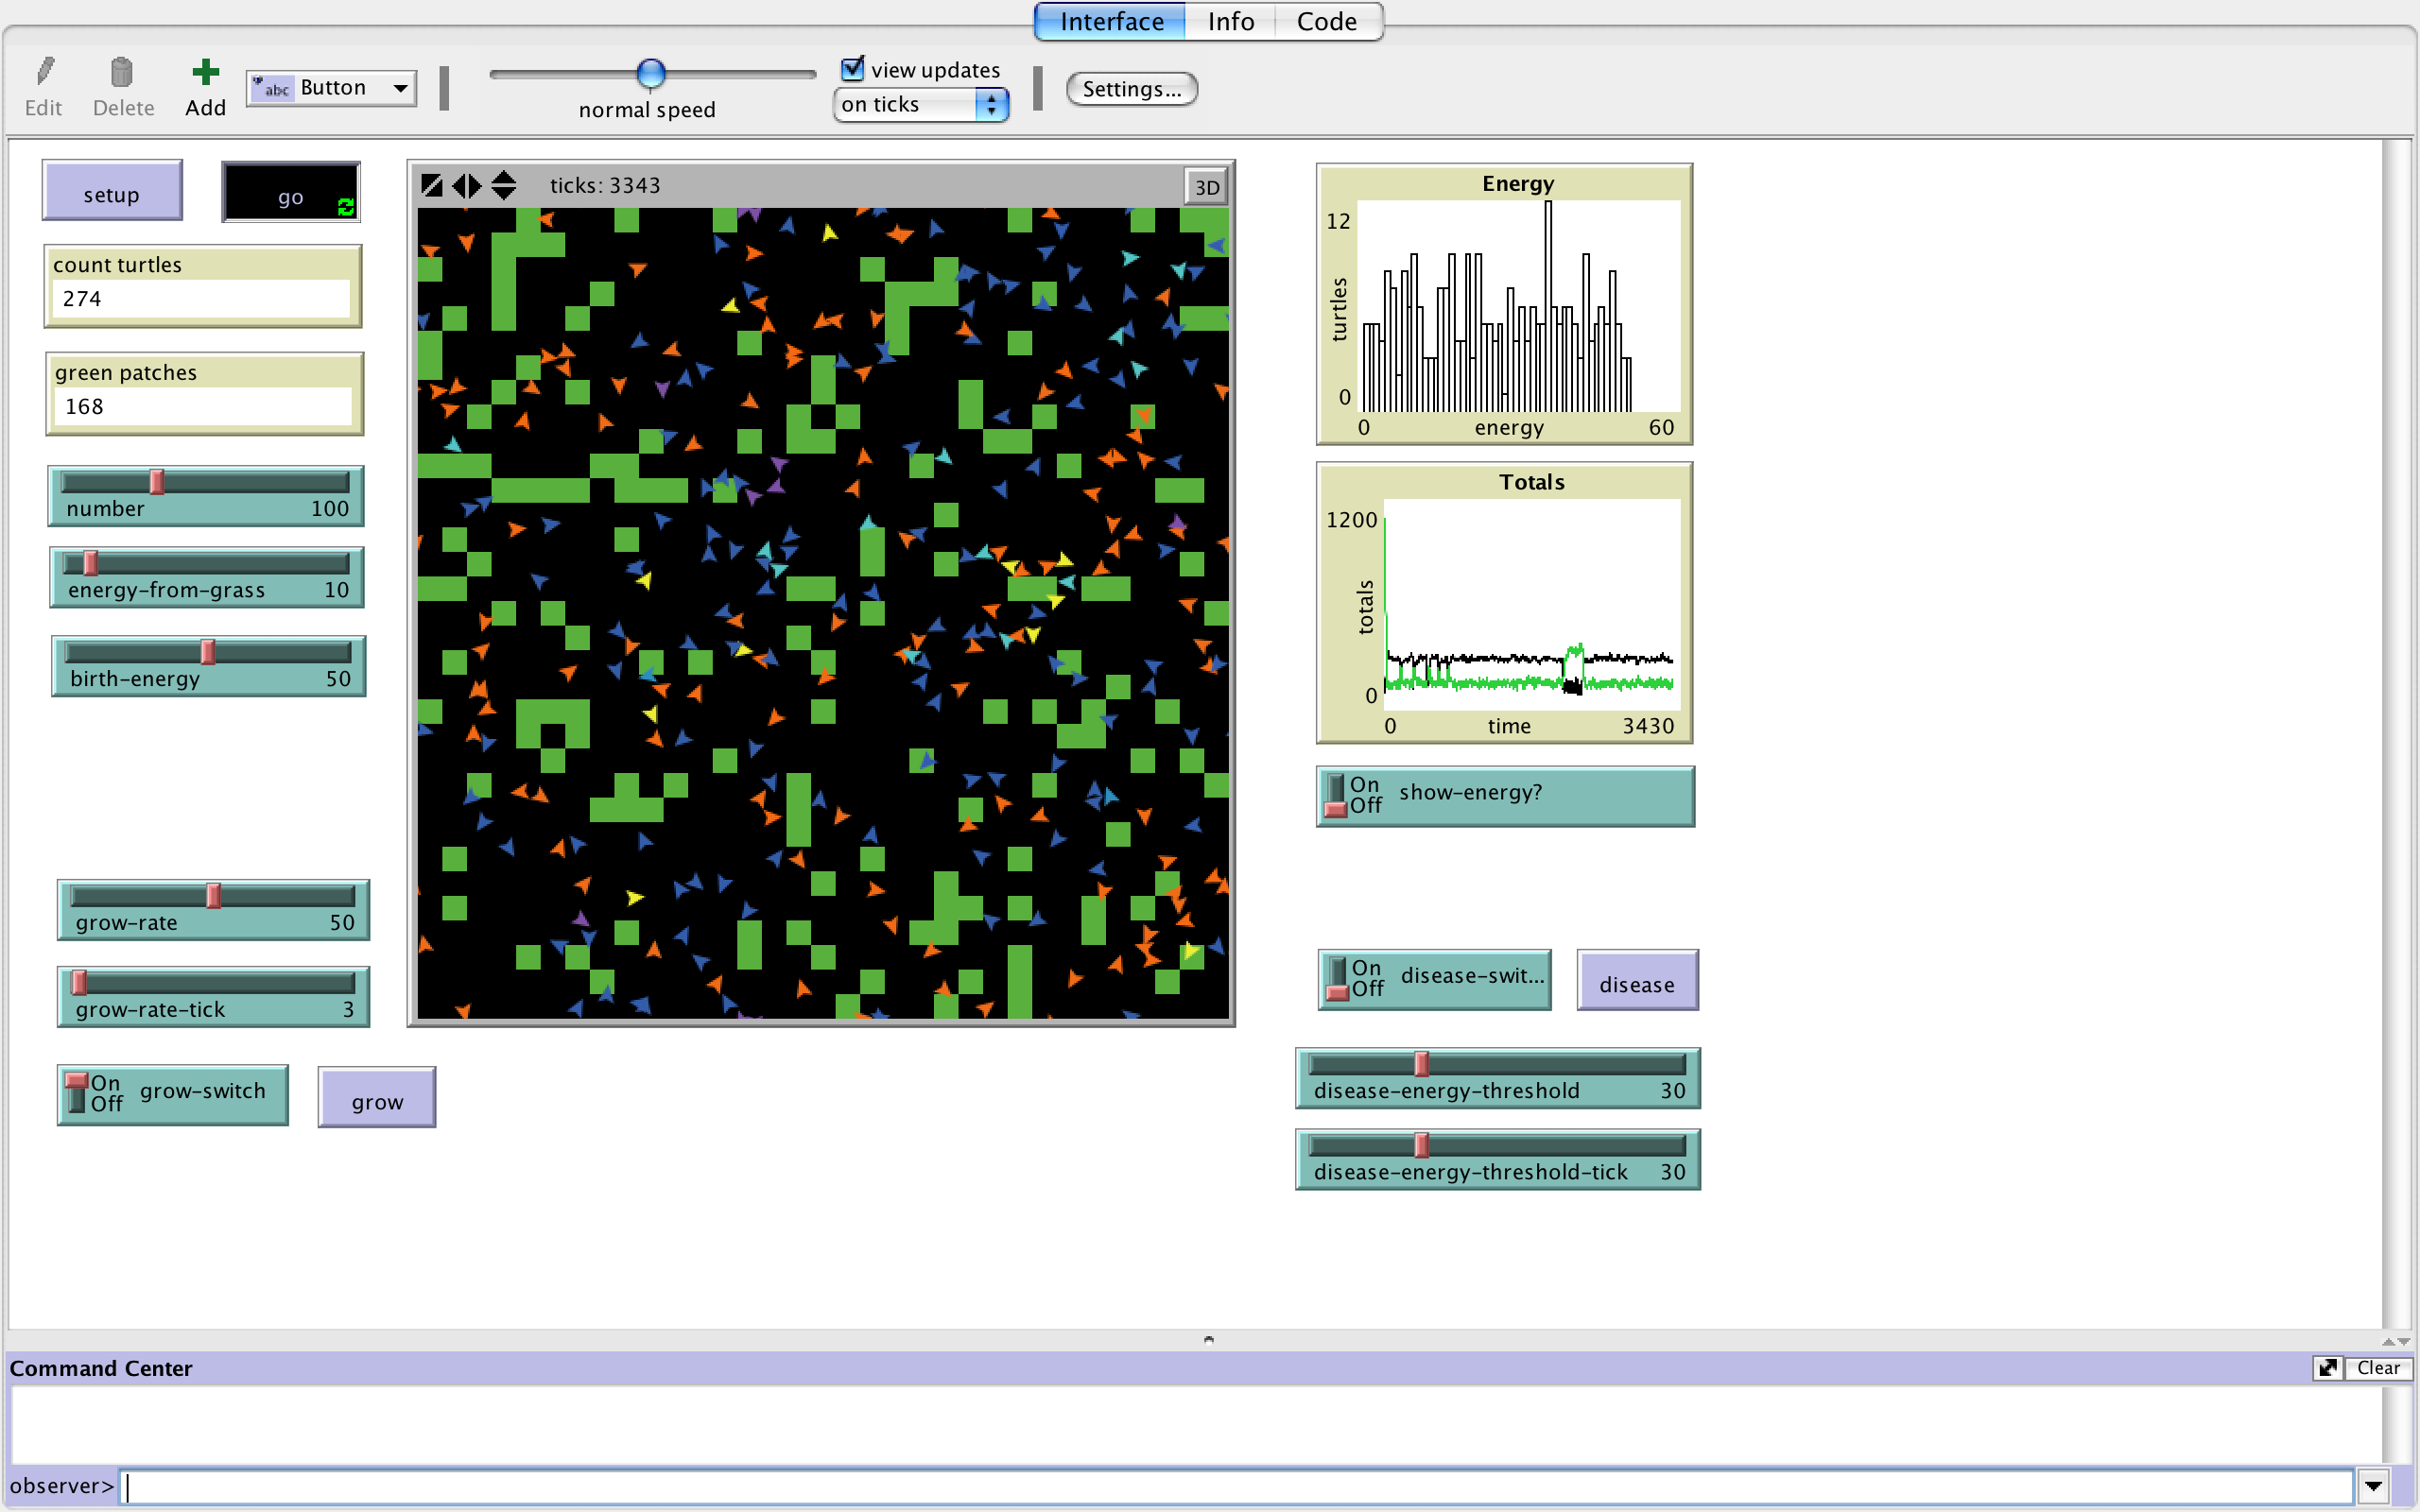 Interface Info Code
Edit Delete Add abc Button normal speed view updates on ticks Settings...
setup go
count turtles
274
green patches
168
number 100
energy-from-grass 10
birth-energy 50
grow-rate 50
grow-rate-tick 3
On
Off
grow-switch
grow
ticks: 3343
3D
Energy
12
turtles
0
0 energy 60
Totals
1200
totals
0
0 time 3430
On
Off
show-energy?
On
Off
disease-swit...
disease
disease-energy-threshold 30
disease-energy-threshold-tick 30
Command Center
Clear
observer>